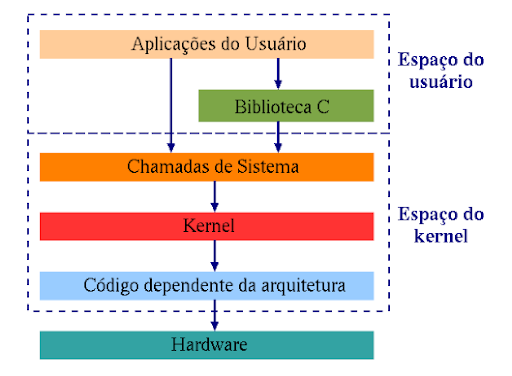 Aplicações do Usuário
Espaço do
usuário
Biblioteca C
Chamadas de Sistema
Kernel
Espaço do
kernel
Código dependente da arquitetura
Hardware